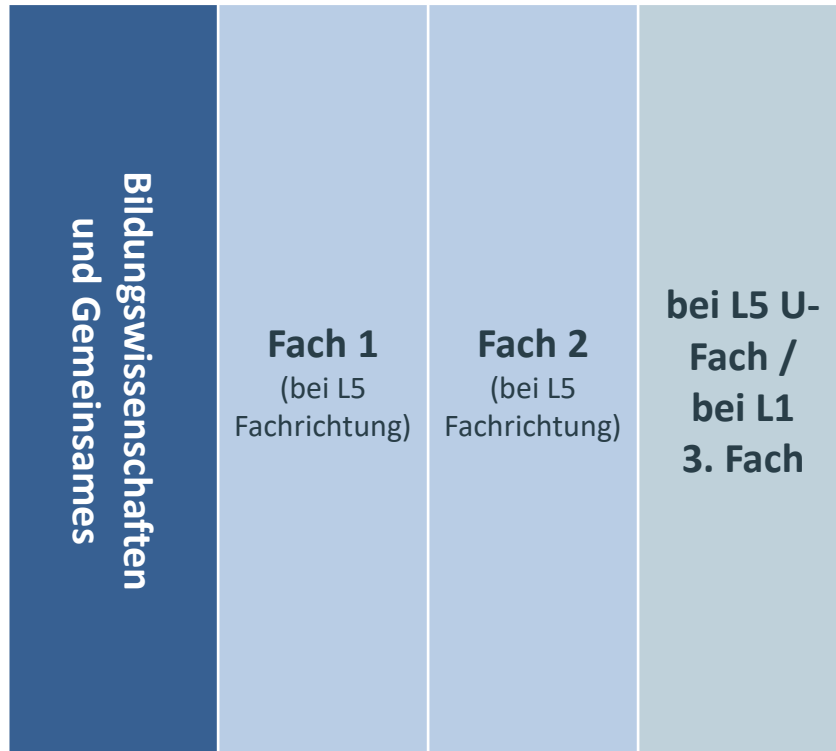 Bildungswissenschaften
und Gemeinsames
Fach 1
(bei L5
Fachrichtung)
Fach 2
(bei L5
Fachrichtung)
bei L5 U-
Fach /
bei L1
3. Fach